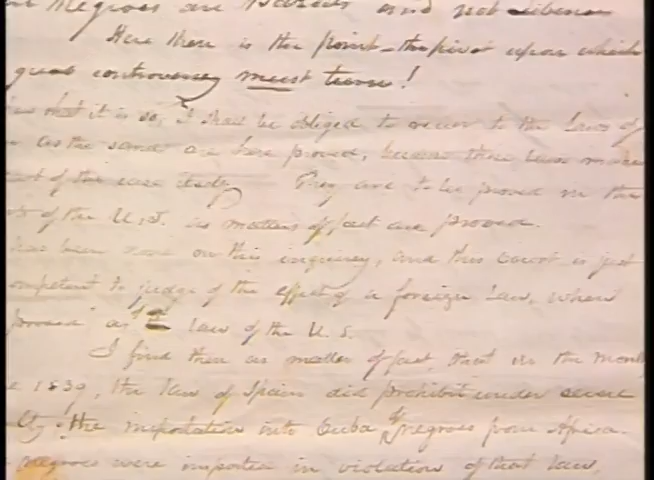 Negroes are and not
Here then is the point - the pivot upon which
great controversy must turn!
that it is so, I shall be obliged to recur to the Laws of
as the same are here proved, because these laws make
of the case itself They are to be proved in the
of the U.S. as matters of fact are proved.
has been on this inquiry, and this court is just
competent to judge of the effect of a foreign law, when
proved as the law of the U.S.
I find then as matter of fact, that in the month
1839, the law of Spain did prohibit under severe
the importation into Cuba of negroes from Africa.
negroes were imported in violation of that law,